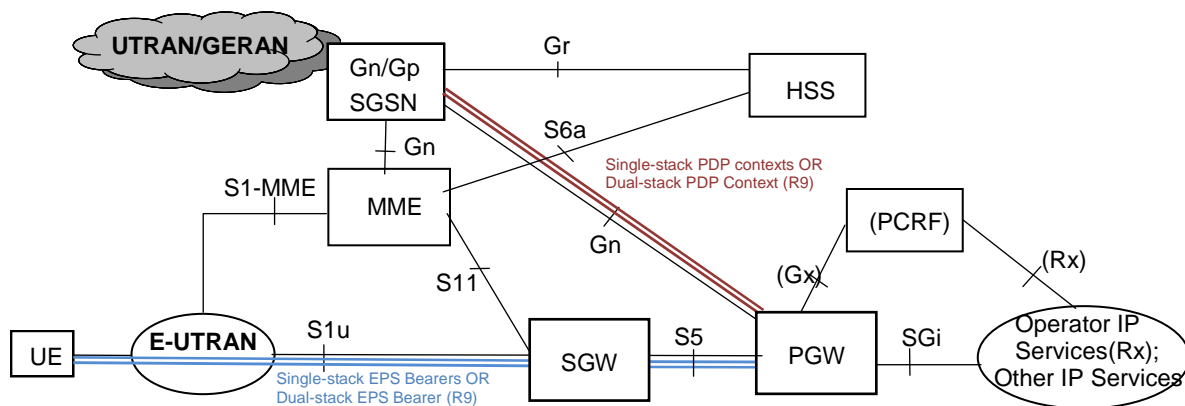 UTRAN/GERAN
Gn/Gp
SGSN
Gr
HSS
Gn
S6a
Single-stack PDP contexts OR
Dual-stack PDP Context (R9)
S1-MME
MME
Gn
(PCRF)
S11
(Gx)
(Rx)
UE
E-UTRAN
S1u
SGW
S5
PGW
SGi
Operator IP
Services(Rx);
Other IP Services
Single-stack EPS Bearers OR
Dual-stack EPS Bearer (R9)